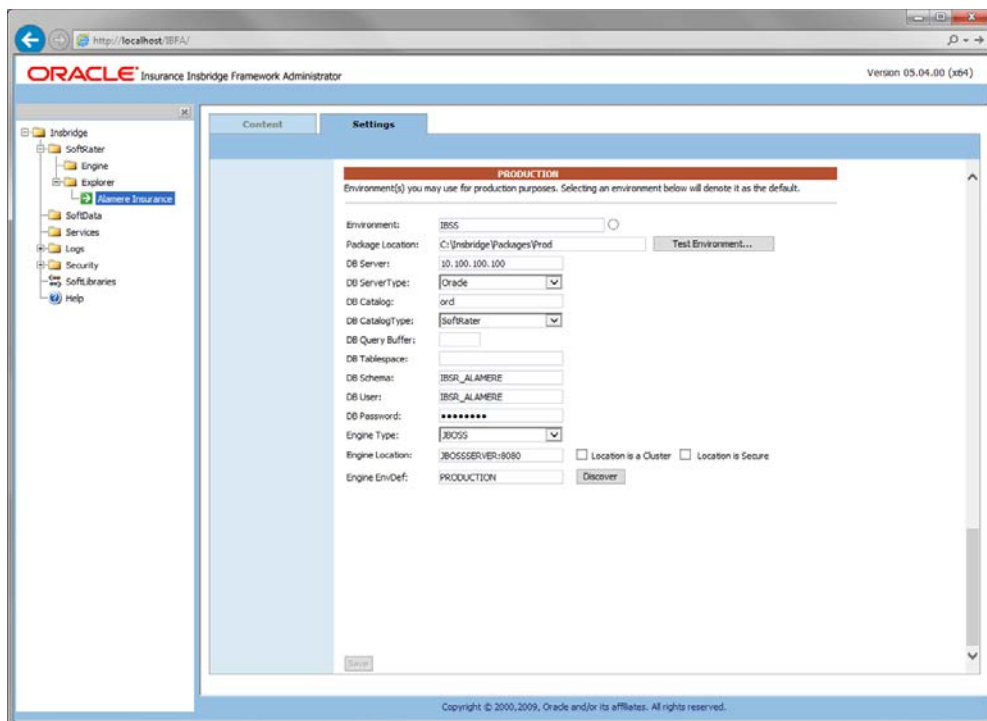 http://localhost/IBFA/
ORACLE Insurance Insbridge Framework Administrator
Version 05.04.00 (x64)
Insbridge
SoftRater
Engine
Explorer
Alamere Insurance
SoftData
Services
Logs
Security
SoftLibraries
Help
Content Settings
PRODUCTION
Environment(s) you may use for production purposes. Selecting an environment below will denote it as the default.
Environment: IBSS
Package Location: C:\Insbridge\Packages\Prod Test Environment...
DB Server: 10.100.100.100
DB ServerType: Oracle
DB Catalog: ord
DB CatalogType: SoftRater
DB Query Buffer:
DB Tablespace:
DB Schema: IBSR_ALAMERE
DB User: IBSR_ALAMERE
DB Password: ••••••••
Engine Type: JBOSS
Engine Location: JBOSSSERVER:8080 Location is a Cluster Location is Secure
Engine EnvDef: PRODUCTION Discover
Save
Copyright © 2000,2009, Oracle and/or its affiliates. All rights reserved.